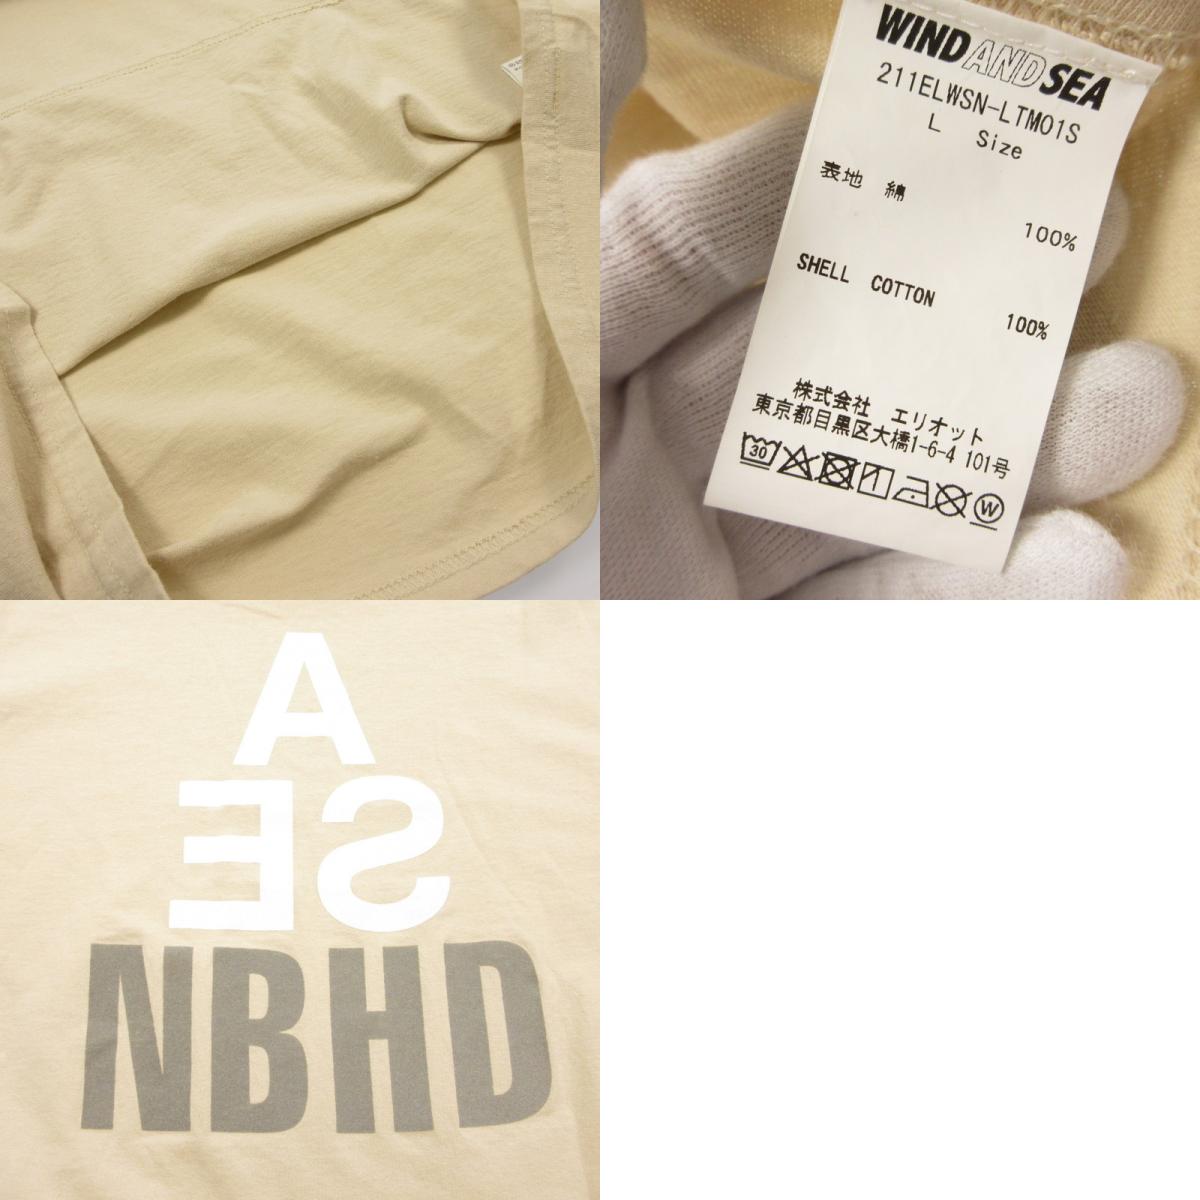 WIND AND SEA
211ELWSN-LTM01S
L Size
表地 綿
100%
SHELL COTTON
100%
株式会社 エリオット
東京都目黒区大橋1-6-4 101号
30
W
A
ES
NBHD